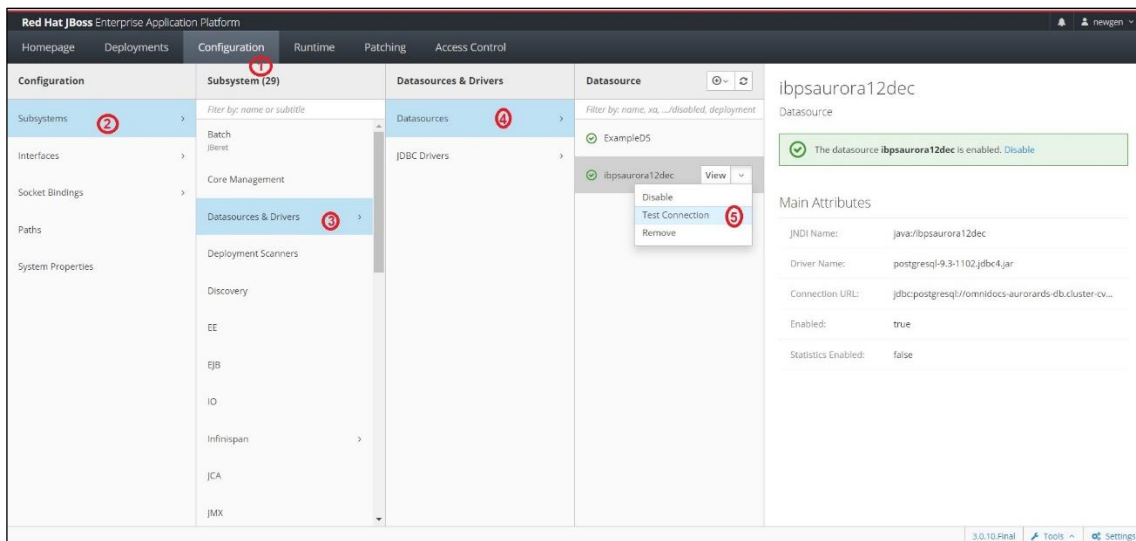 Red Hat JBoss Enterprise Application Platform
newgen
Homepage Deployments Configuration Runtime Patching Access Control
1
Configuration
Subsystems
2
Interfaces
Socket Bindings
Paths
System Properties
Subsystem (29)
Filter by: name or subtitle
Batch
JBeret
Core Management
Datasources & Drivers
3
Deployment Scanners
Discovery
EE
EJB
IO
Infinispan
JCA
JMX
Datasources & Drivers
Datasources
4
JDBC Drivers
Datasource
Filter by: name, xa, .../disabled, deployment
ExampleDS
ibpsaurora12dec View
Disable
Test Connection
5
Remove
ibpsaurora12dec
Datasource
The datasource ibpsaurora12dec is enabled. Disable
Main Attributes
JNDI Name: java:/ibpsaurora12dec
Driver Name: postgresql-9.3-1102.jdbc4.jar
Connection URL: jdbc:postgresql://omnidocs-aurorards-db.cluster-cv...
Enabled: true
Statistics Enabled: false
3.0.10.Final Tools Settings